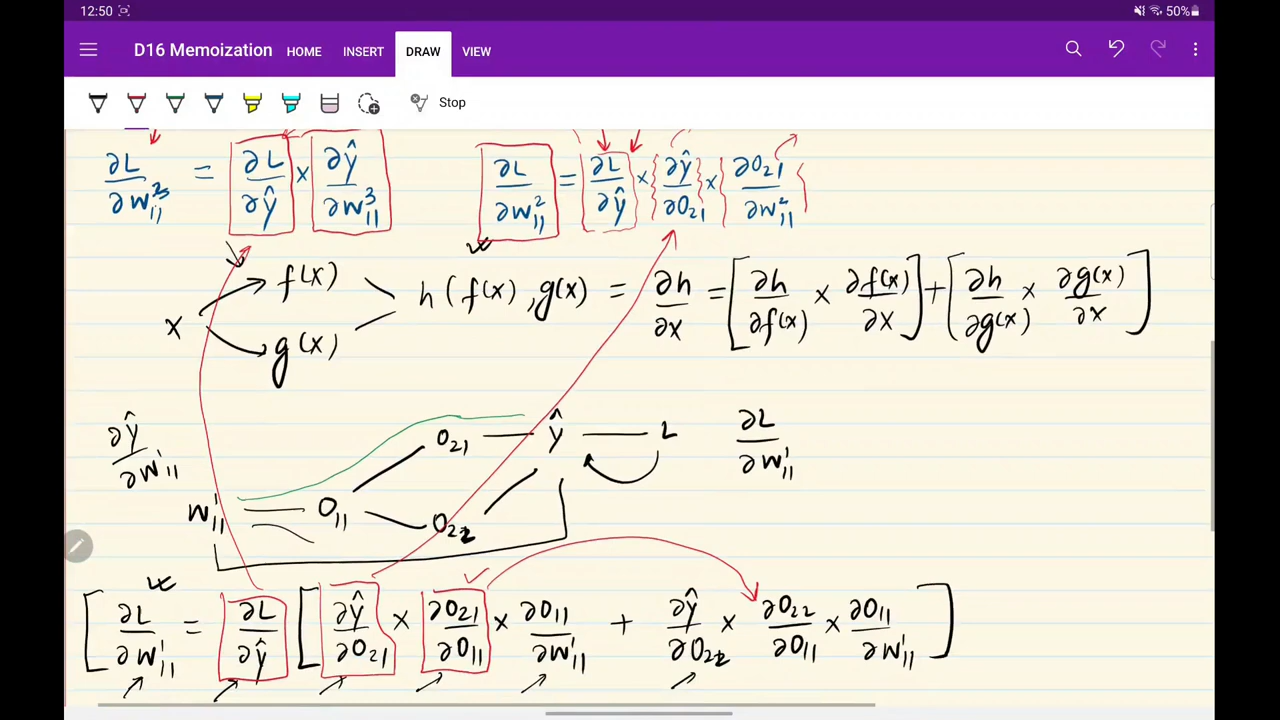 12:50 50%
D16 Memoization HOME INSERT DRAW VIEW
Stop
∂L/∂w³₁₁ = ∂L/∂ŷ × ∂ŷ/∂w³₁₁ ∂L/∂w²₁₁ = ∂L/∂ŷ × ∂ŷ/∂O₂₁ × ∂O₂₁/∂w²₁₁
f(x)
x h(f(x), g(x)) = ∂h/∂x = [∂h/∂f(x) × ∂f(x)/∂x] + [∂h/∂g(x) × ∂g(x)/∂x]
g(x)
∂ŷ/∂w¹₁₁ O₂₁ ŷ L ∂L/∂w¹₁₁
w¹₁₁ O₁₁ O₂₂
[∂L/∂w¹₁₁ = ∂L/∂ŷ [∂ŷ/∂O₂₁ × ∂O₂₁/∂O₁₁ × ∂O₁₁/∂w¹₁₁ + ∂ŷ/∂O₂₂ × ∂O₂₂/∂O₁₁ × ∂O₁₁/∂w¹₁₁]